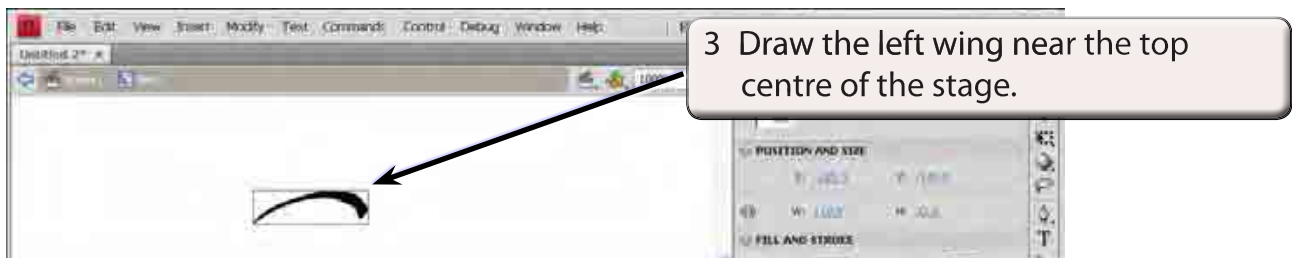 File Edit View Insert Modify Text Commands Control Debug Window Help
Untitled 2* x
3 Draw the left wing near the top
centre of the stage.
POSITION AND SIZE
X: Y:
W: H:
FILL AND STROKE
T